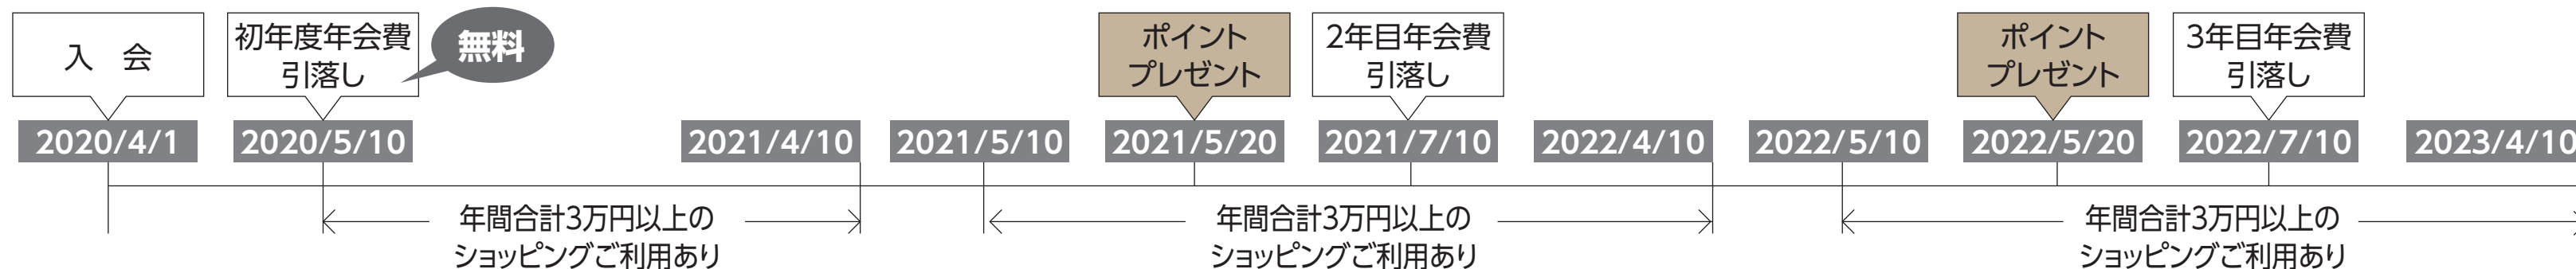 入　会
初年度年会費
引落し
無料
ポイント
プレゼント
2年目年会費
引落し
ポイント
プレゼント
3年目年会費
引落し
2020/4/1
2020/5/10
2021/4/10
2021/5/10
2021/5/20
2021/7/10
2022/4/10
2022/5/10
2022/5/20
2022/7/10
2023/4/10
年間合計3万円以上の
ショッピングご利用あり
年間合計3万円以上の
ショッピングご利用あり
年間合計3万円以上の
ショッピングご利用あり